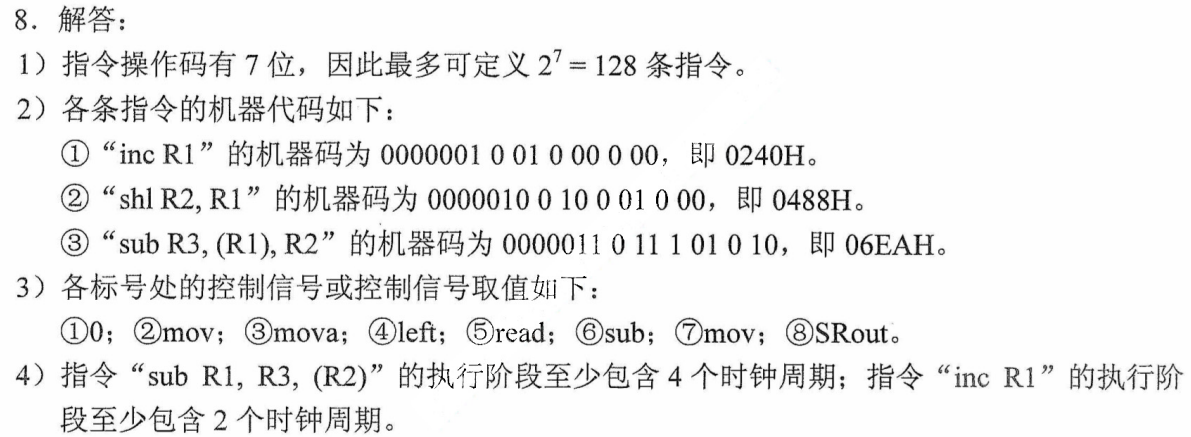 8．解答：
1）指令操作码有 7 位，因此最多可定义 2⁷ = 128 条指令。
2）各条指令的机器代码如下：
①“inc R1”的机器码为 0000001 0 01 0 00 0 00，即 0240H。
②“shl R2, R1”的机器码为 0000010 0 10 0 01 0 00，即 0488H。
③“sub R3, (R1), R2”的机器码为 0000011 0 11 1 01 0 10，即 06EAH。
3）各标号处的控制信号或控制信号取值如下：
①0；②mov；③mova；④left；⑤read；⑥sub；⑦mov；⑧SRout。
4）指令“sub R1, R3, (R2)”的执行阶段至少包含 4 个时钟周期；指令“inc R1”的执行阶
段至少包含 2 个时钟周期。